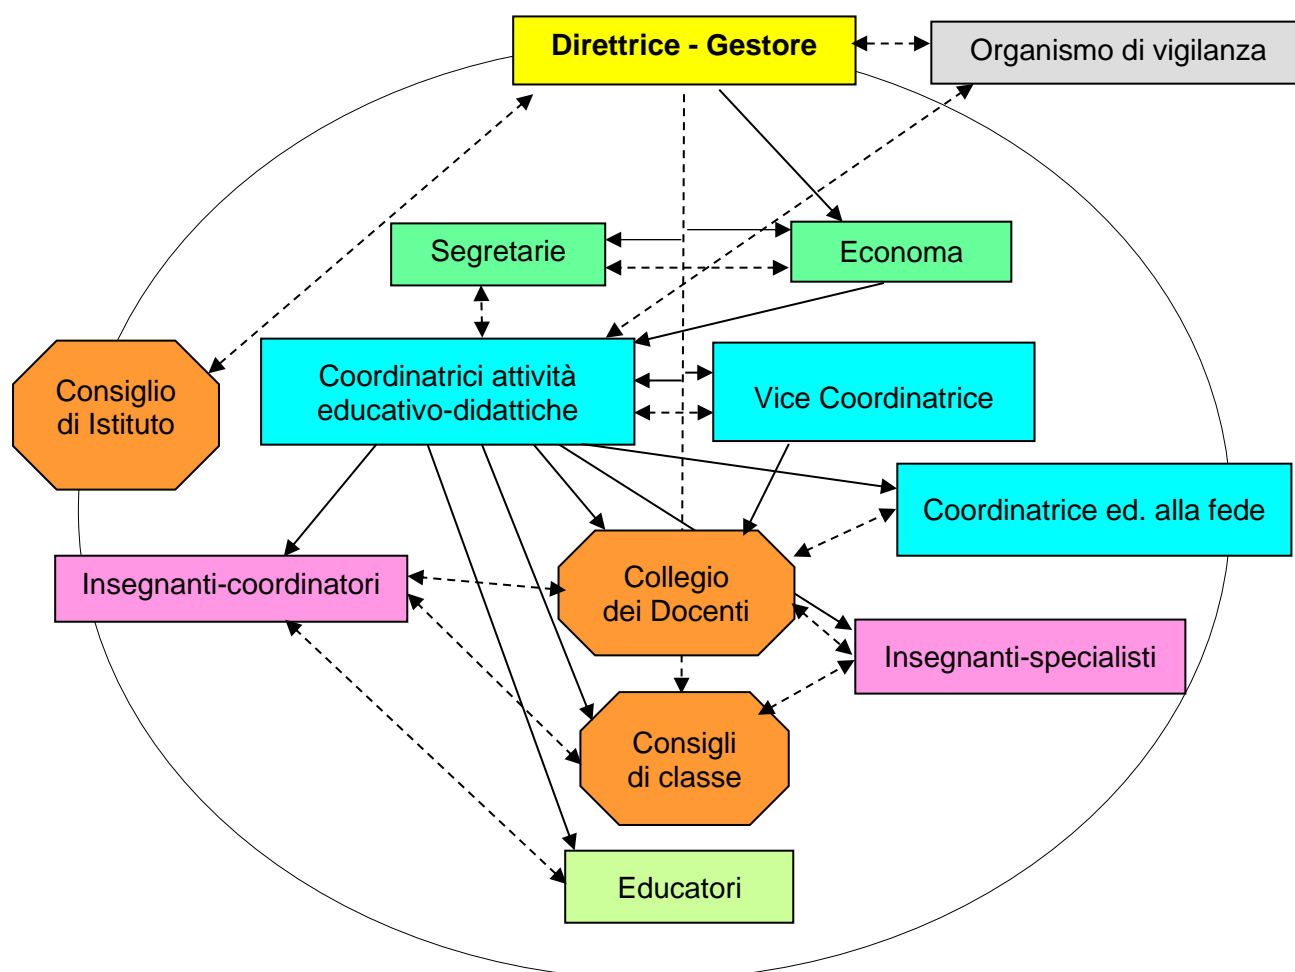 Direttrice - Gestore
Organismo di vigilanza
Segretarie
Economa
Consiglio
di Istituto
Coordinatrici attività
educativo-didattiche
Vice Coordinatrice
Coordinatrice ed. alla fede
Insegnanti-coordinatori
Collegio
dei Docenti
Insegnanti-specialisti
Consigli
di classe
Educatori